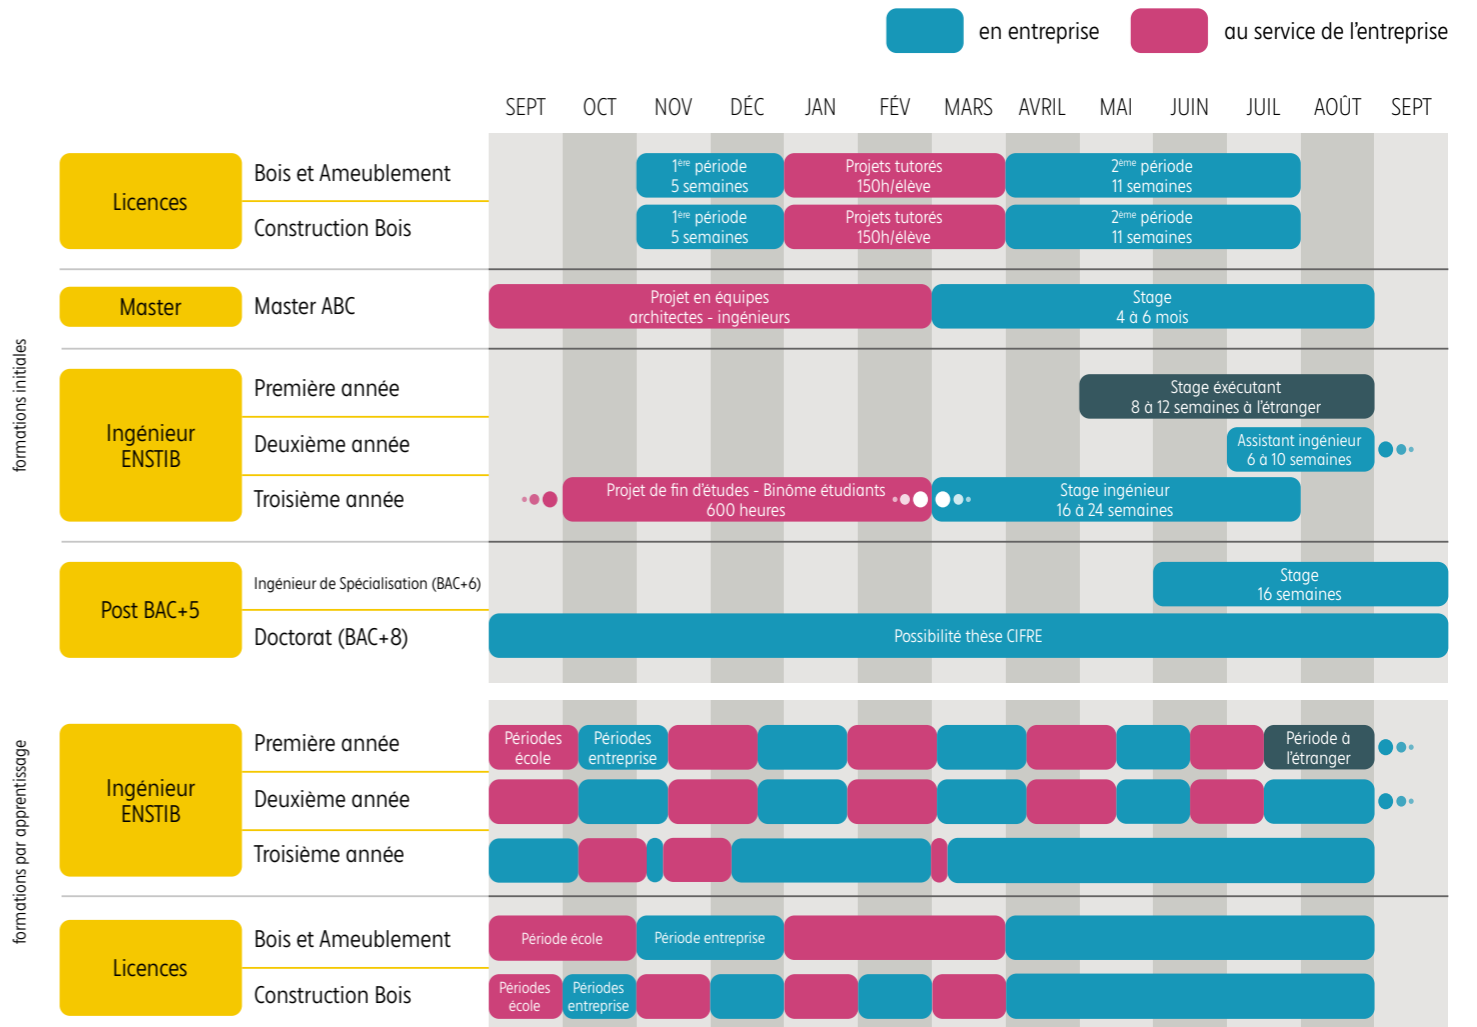 en entreprise
au service de l'entreprise
SEPT OCT NOV DÉC JAN FÉV MARS AVRIL MAI JUIN JUIL AOÛT SEPT
formations initiales
Licences
Bois et Ameublement
1ère période
5 semaines
Projets tutorés
150h/élève
2ème période
11 semaines
Construction Bois
1ère période
5 semaines
Projets tutorés
150h/élève
2ème période
11 semaines
Master
Master ABC
Projet en équipes
architectes - ingénieurs
Stage
4 à 6 mois
Ingénieur
ENSTIB
Première année
Stage éxécutant
8 à 12 semaines à l'étranger
Deuxième année
Assistant ingénieur
6 à 10 semaines
Troisième année
Projet de fin d'études - Binôme étudiants
600 heures
Stage ingénieur
16 à 24 semaines
Post BAC+5
Ingénieur de Spécialisation (BAC+6)
Stage
16 semaines
Doctorat (BAC+8)
Possibilité thèse CIFRE
formations par apprentissage
Ingénieur
ENSTIB
Première année
Périodes
école
Périodes
entreprise
Période à
l'étranger
Deuxième année
Troisième année
Licences
Bois et Ameublement
Période école
Période entreprise
Construction Bois
Périodes
école
Périodes
entreprise